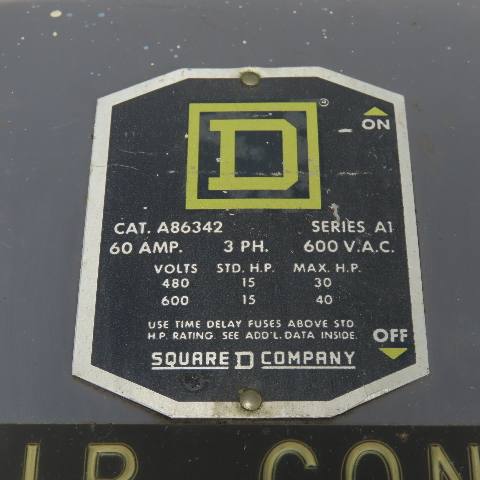 D ®
ON
CAT. A86342 SERIES A1
60 AMP. 3 PH. 600 V.A.C.
VOLTS STD. H.P. MAX. H.P.
480 15 30
600 15 40
USE TIME DELAY FUSES ABOVE STD
H.P. RATING. SEE ADD'L. DATA INSIDE.
OFF
SQUARE D COMPANY